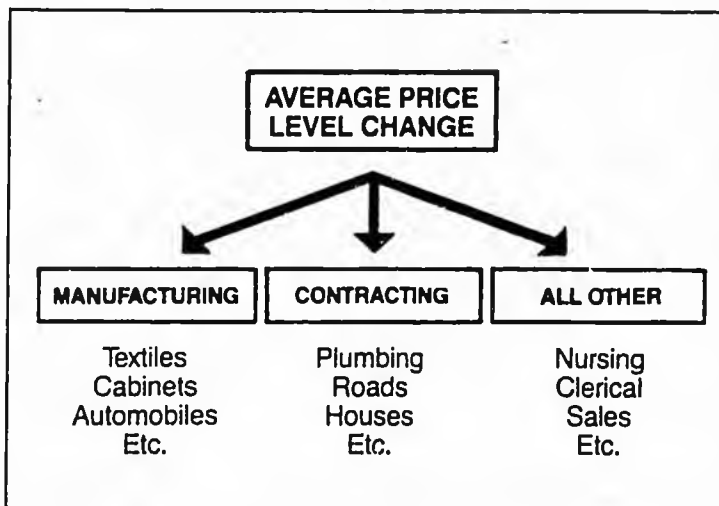 AVERAGE PRICE
LEVEL CHANGE
MANUFACTURING
Textiles
Cabinets
Automobiles
Etc.
CONTRACTING
Plumbing
Roads
Houses
Etc.
ALL OTHER
Nursing
Clerical
Sales
Etc.